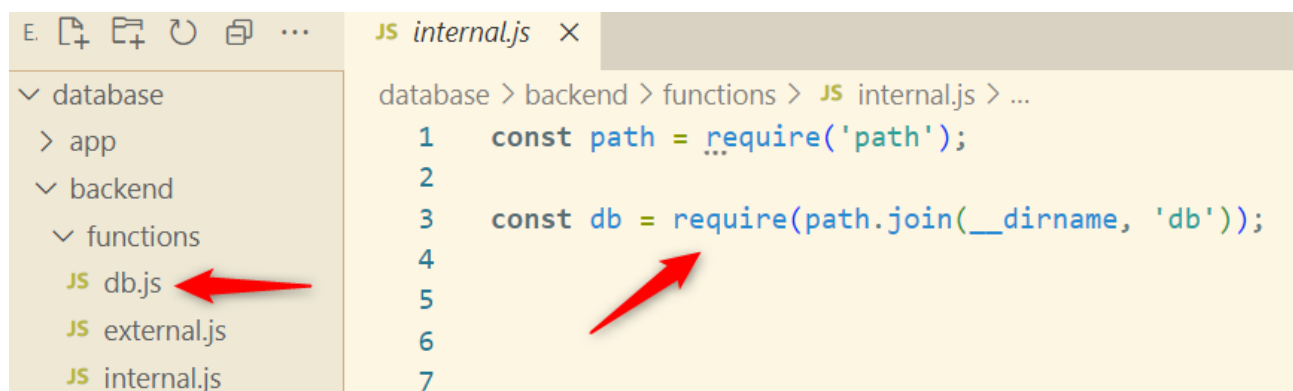 E. ...
JS internal.js ×
database
app
backend
functions
JS db.js
JS external.js
JS internal.js
database > backend > functions > JS internal.js > ...
1 const path = require('path');
2
3 const db = require(path.join(__dirname, 'db'));
4
5
6
7